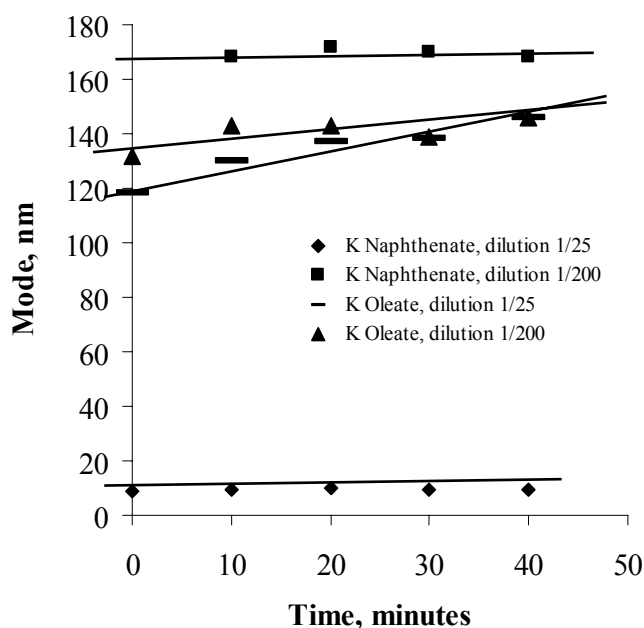 Mode, nm
180
160
140
120
100
80
60
40
20
0
K Naphthenate, dilution 1/25
K Naphthenate, dilution 1/200
K Oleate, dilution 1/25
K Oleate, dilution 1/200
0 10 20 30 40 50
Time, minutes